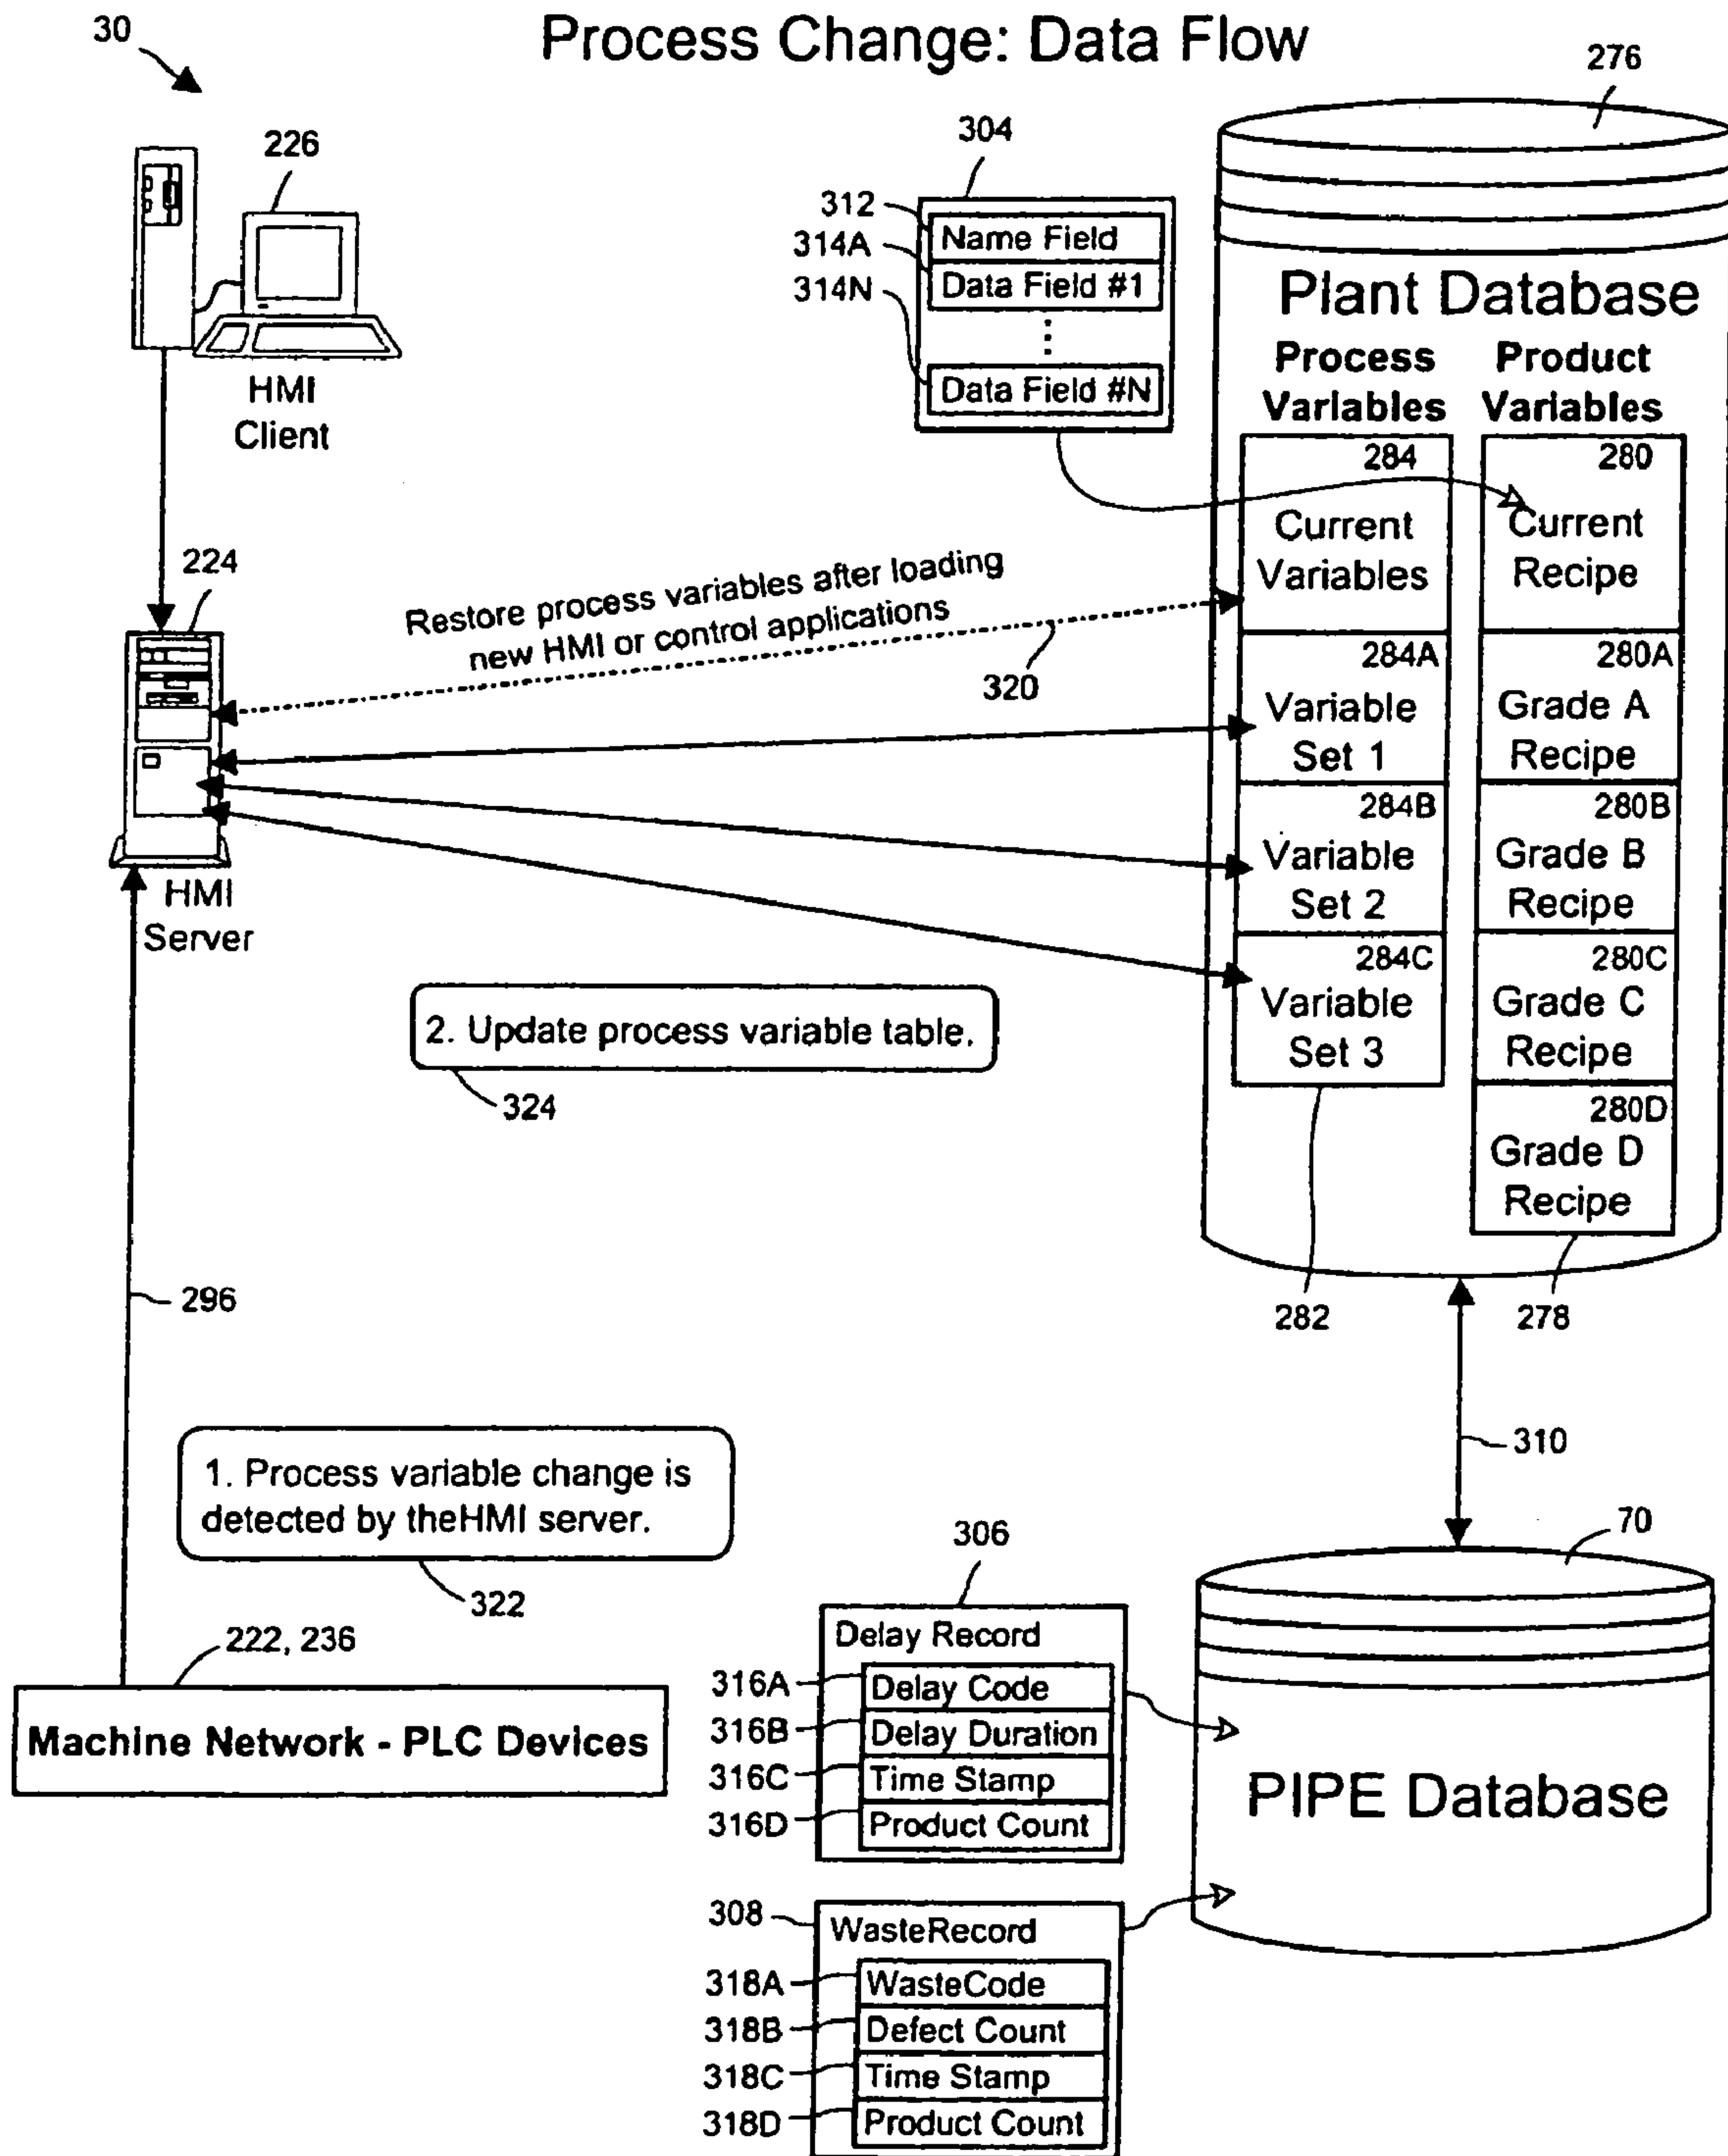 Process Change: Data Flow
30
276
226
304
312
Name Field
314A
Data Field #1
314N
Data Field #N
HMI
Client
Plant Database
Process
Variables
Product
Variables
284
Current
Variables
280
Current
Recipe
224
Restore process variables after loading
new HMI or control applications
320
284A
Variable
Set 1
280A
Grade A
Recipe
284B
Variable
Set 2
280B
Grade B
Recipe
HMI
Server
284C
Variable
Set 3
280C
Grade C
Recipe
2. Update process variable table.
324
280D
Grade D
Recipe
296
282
278
310
1. Process variable change is
detected by theHMI server.
322
306
70
222, 236
Machine Network - PLC Devices
Delay Record
316A
Delay Code
316B
Delay Duration
316C
Time Stamp
316D
Product Count
PIPE Database
308
WasteRecord
318A
WasteCode
318B
Defect Count
318C
Time Stamp
318D
Product Count